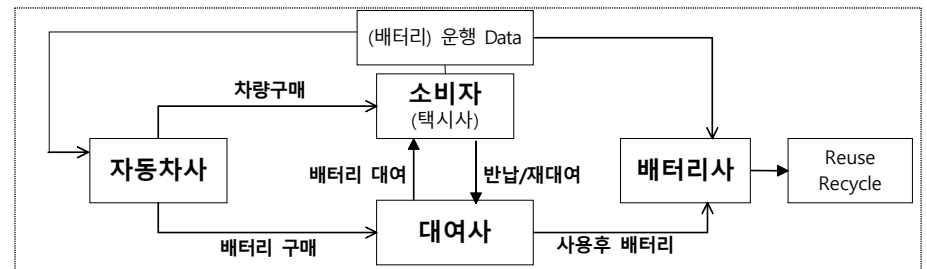 (배터리) 운행 Data
차량구매
소비자
(택시사)
자동차사
배터리 대여
반납/재대여
배터리사
Reuse
Recycle
대여사
배터리 구매
사용후 배터리